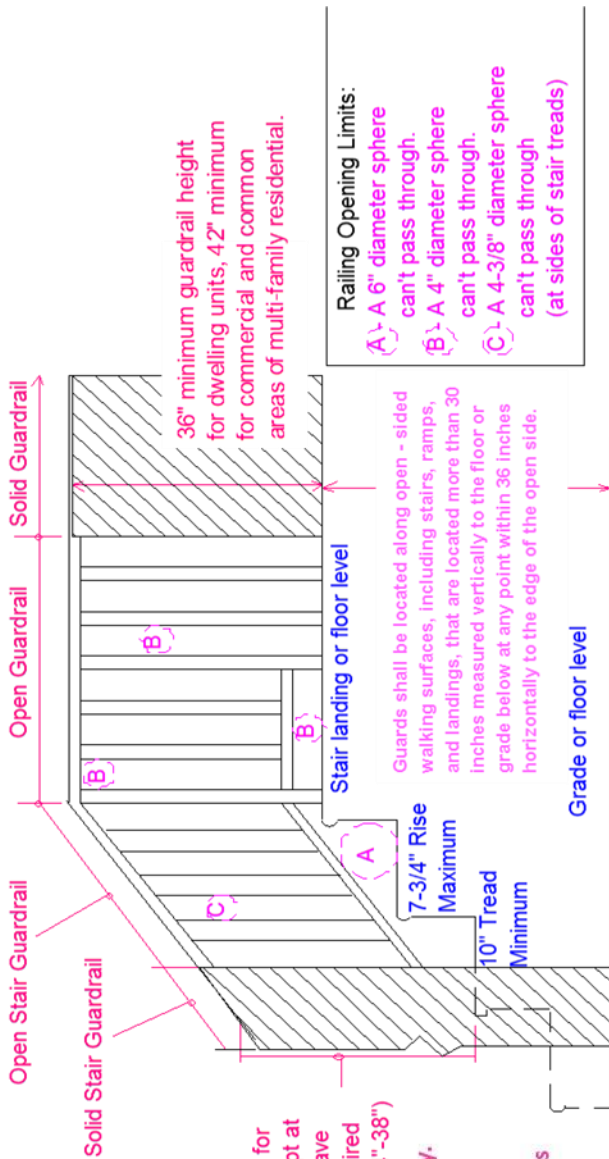 Open Stair Guardrail
Solid Stair Guardrail
Open Guardrail
Solid Guardrail
36" minimum guardrail height
for dwelling units, 42" minimum
for commercial and common
areas of multi-family residential.
Railing Opening Limits:
A - A 6" diameter sphere
can't pass through.
B - A 4" diameter sphere
can't pass through.
C - A 4-3/8" diameter sphere
can't pass through
(at sides of stair treads)
B
B
B
C
A
Stair landing or floor level
Guards shall be located along open - sided
walking surfaces, including stairs, ramps,
and landings, that are located more than 30
inches measured vertically to the floor or
grade below at any point within 36 inches
horizontally to the edge of the open side.
7-3/4" Rise
Maximum
10" Tread
Minimum
Grade or floor level
for
at
-38")